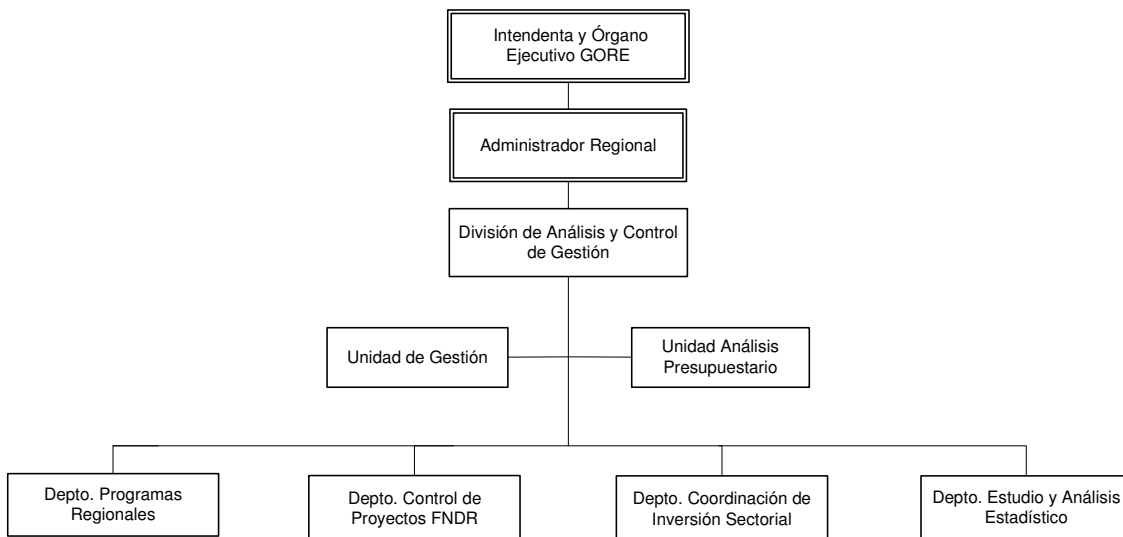 Intendenta y Órgano
Ejecutivo GORE
Administrador Regional
División de Análisis y Control
de Gestión
Unidad de Gestión
Unidad Análisis
Presupuestario
Depto. Programas
Regionales
Depto. Control de
Proyectos FNDR
Depto. Coordinación de
Inversión Sectorial
Depto. Estudio y Análisis
Estadístico